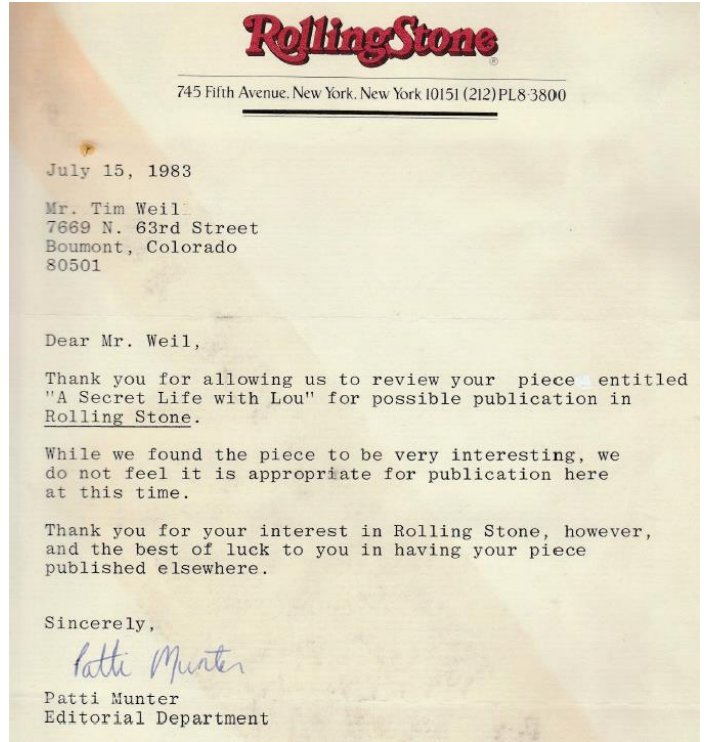 RollingStone®
745 Fifth Avenue, New York, New York 10151 (212) PL8-3800
July 15, 1983
Mr. Tim Weil
7669 N. 63rd Street
Boumont, Colorado
80501
Dear Mr. Weil,
Thank you for allowing us to review your piece entitled
"A Secret Life with Lou" for possible publication in
Rolling Stone.
While we found the piece to be very interesting, we
do not feel it is appropriate for publication here
at this time.
Thank you for your interest in Rolling Stone, however,
and the best of luck to you in having your piece
published elsewhere.
Sincerely,
Patti Munter
Patti Munter
Editorial Department